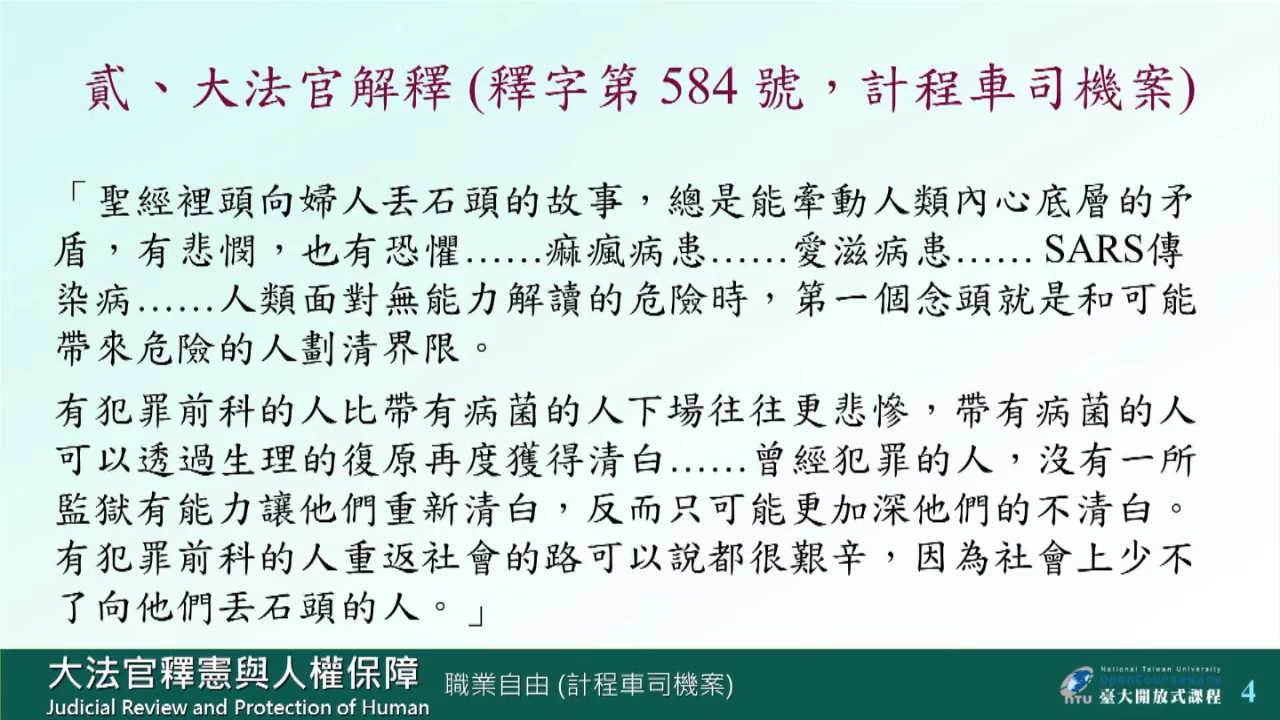 貳、大法官解釋 (釋字第 584 號，計程車司機案)
「聖經裡頭向婦人丟石頭的故事，總是能牽動人類內心底層的矛
盾，有悲憫，也有恐懼……痲瘋病患……愛滋病患…… SARS傳
染病……人類面對無能力解讀的危險時，第一個念頭就是和可能
帶來危險的人劃清界限。
有犯罪前科的人比帶有病菌的人下場往往更悲慘，帶有病菌的人
可以透過生理的復原再度獲得清白……曾經犯罪的人，沒有一所
監獄有能力讓他們重新清白，反而只可能更加深他們的不清白。
有犯罪前科的人重返社會的路可以說都很艱辛，因為社會上少不
了向他們丟石頭的人。」
大法官釋憲與人權保障
Judicial Review and Protection of Human
職業自由 (計程車司機案)
National Taiwan University
OpenCourseWare
NTU 臺大開放式課程
4